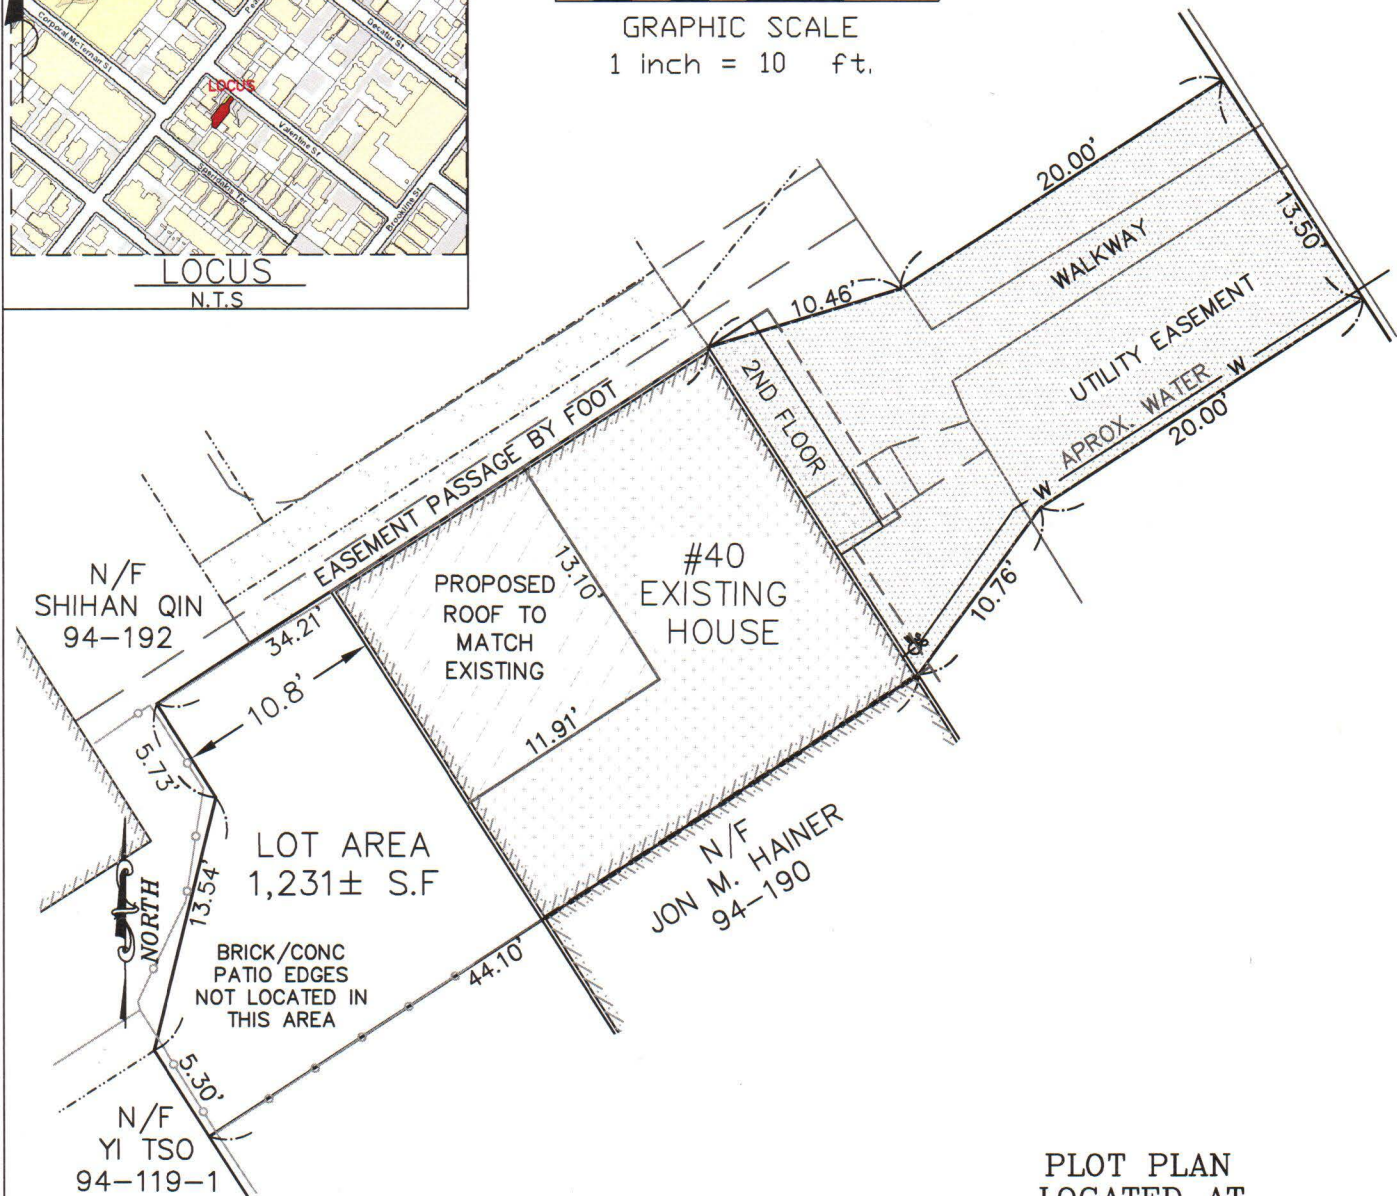 GRAPHIC SCALE
1 inch = 10 ft.
Corporal McTernan St
Decatur St
LOCUS
Valentine St
Speridakis Ter
Brookline St
LOCUS
N.T.S
20.00'
13.50'
WALKWAY
10.46'
UTILITY EASEMENT
2ND FLOOR
W
APROX. WATER
20.00'
W
EASEMENT PASSAGE BY FOOT
N/F
SHIHAN QIN
94-192
#40
EXISTING
HOUSE
13.10'
PROPOSED
ROOF TO
MATCH
EXISTING
10.76'
34.21'
10.8'
11.91'
5.73'
LOT AREA
1,231± S.F
N/F
JON M. HAINER
94-190
13.54'
NORTH
BRICK/CONC
PATIO EDGES
NOT LOCATED IN
THIS AREA
44.10'
5.30'
N/F
YI TSO
94-119-1
PLOT PLAN
LOCATED AT